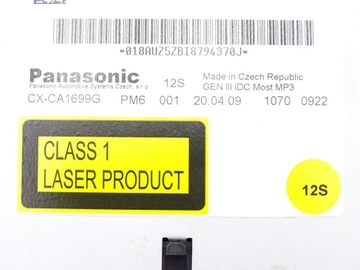 *018AUZ5ZBI8794370J*
Panasonic
Panasonic Automotive Systems Czech, s.r.o.
12S
Made in Czech Republic
GEN III IDC Most MP3
CX-CA1699G PM6 001 20.04.09 1070 0922
CLASS 1
LASER PRODUCT
12S